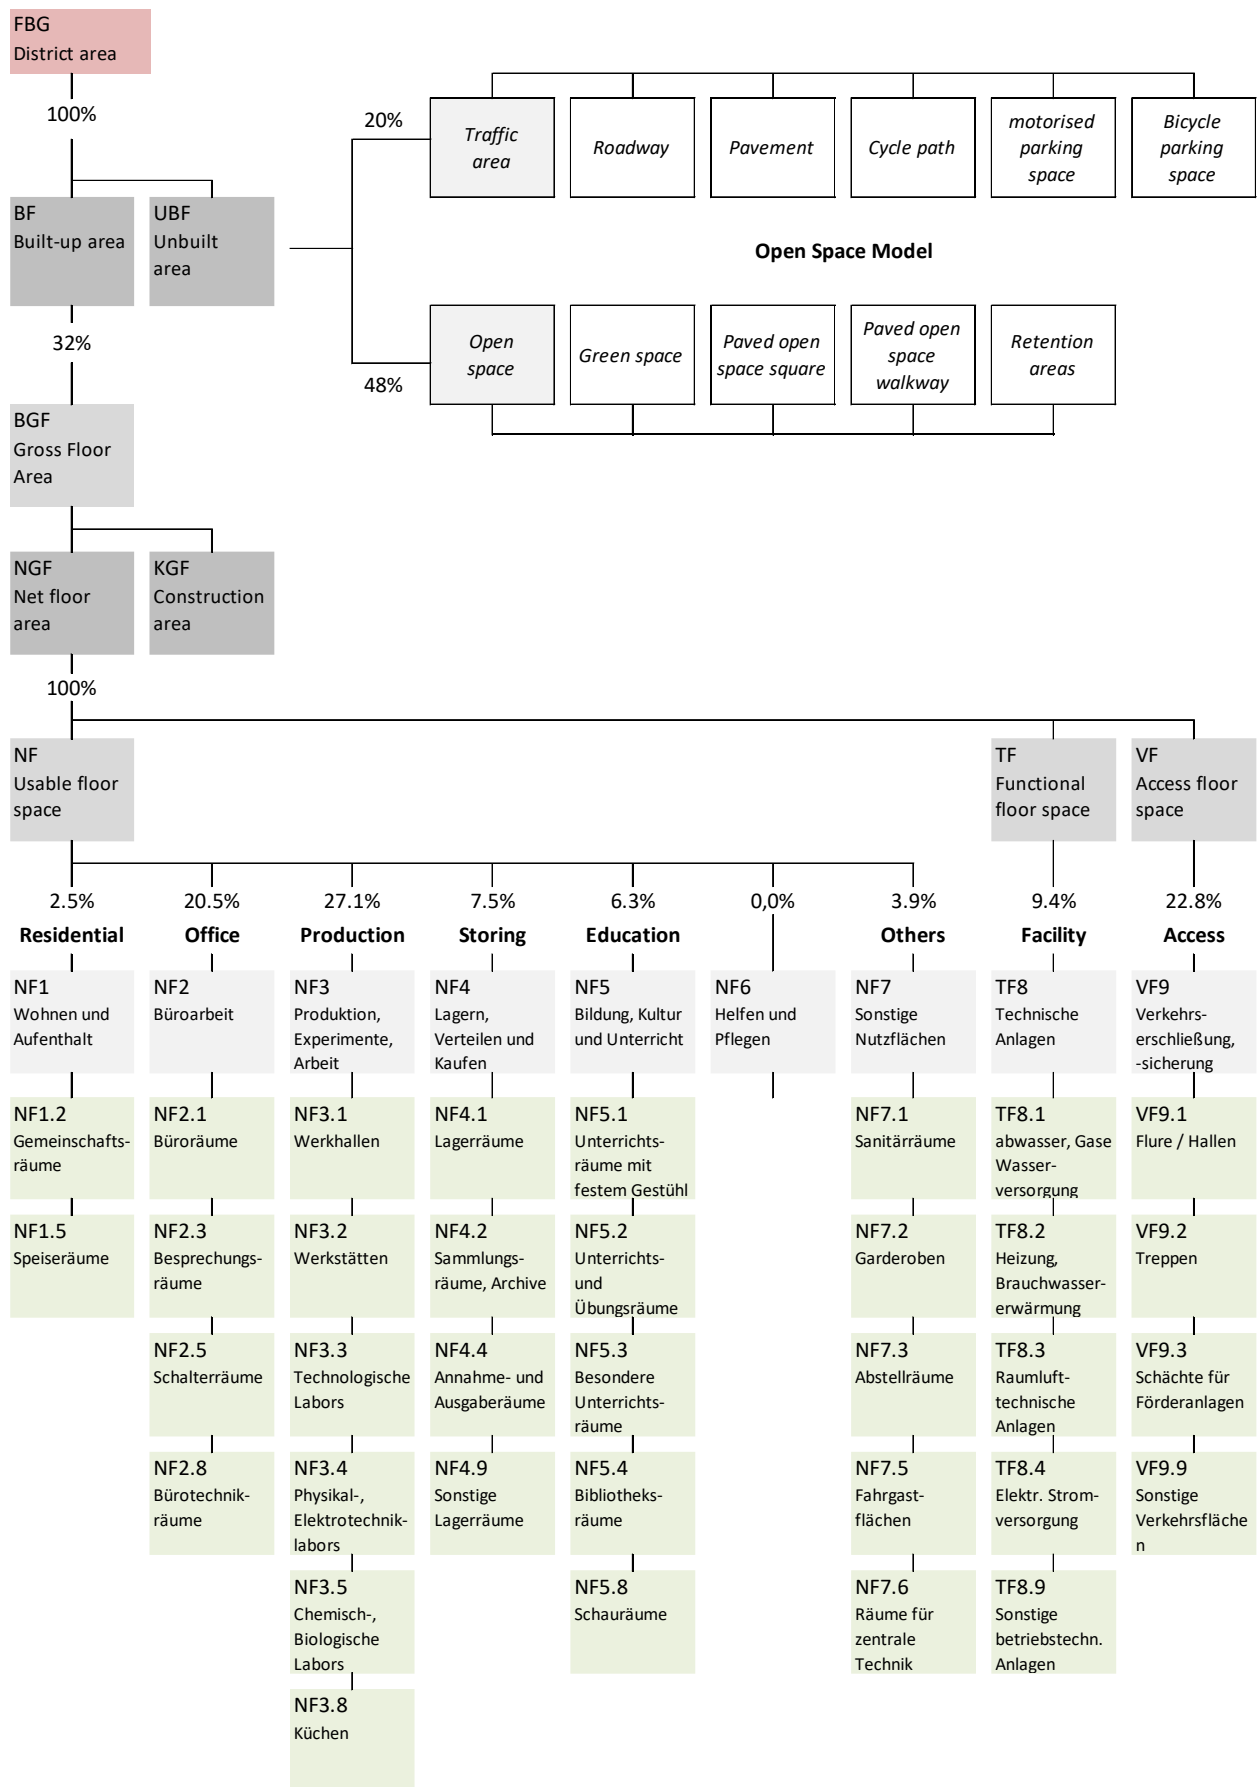 FBG
District area
100%
20%
Traffic
area
Roadway
Pavement
Cycle path
motorised
parking
space
Bicycle
parking
space
BF
Built-up area
UBF
Unbuilt
area
Open Space Model
32%
48%
Open
space
Green space
Paved open
space square
Paved open
space
walkway
Retention
areas
BGF
Gross Floor
Area
NGF
Net floor
area
KGF
Construction
area
100%
NF
Usable floor
space
TF
Functional
floor space
VF
Access floor
space
2.5%
20.5%
27.1%
7.5%
6.3%
0,0%
3.9%
9.4%
22.8%
Residential
Office
Production
Storing
Education
Others
Facility
Access
NF1
Wohnen und
Aufenthalt
NF2
Büroarbeit
NF3
Produktion,
Experimente,
Arbeit
NF4
Lagern,
Verteilen und
Kaufen
NF5
Bildung, Kultur
und Unterricht
NF6
Helfen und
Pflegen
NF7
Sonstige
Nutzflächen
TF8
Technische
Anlagen
VF9
Verkehrs-
erschließung,
-sicherung
NF1.2
Gemeinschafts-
räume
NF2.1
Büroräume
NF3.1
Werkhallen
NF4.1
Lagerräume
NF5.1
Unterrichts-
räume mit
festem Gestühl
NF7.1
Sanitärräume
TF8.1
abwasser, Gase
Wasser-
versorgung
VF9.1
Flure / Hallen
NF1.5
Speiseräume
NF2.3
Besprechungs-
räume
NF3.2
Werkstätten
NF4.2
Sammlungs-
räume, Archive
NF5.2
Unterrichts-
und
Übungsräume
NF7.2
Garderoben
TF8.2
Heizung,
Brauchwasser-
erwärmung
VF9.2
Treppen
NF2.5
Schalterräume
NF3.3
Technologische
Labors
NF4.4
Annahme- und
Ausgaberäume
NF5.3
Besondere
Unterrichts-
räume
NF7.3
Abstellräume
TF8.3
Raumluft-
technische
Anlagen
VF9.3
Schächte für
Förderanlagen
NF2.8
Bürotechnik-
räume
NF3.4
Physikal-,
Elektrotechnik-
labors
NF4.9
Sonstige
Lagerräume
NF5.4
Bibliotheks-
räume
NF7.5
Fahrgast-
flächen
TF8.4
Elektr. Strom-
versorgung
VF9.9
Sonstige
Verkehrsfläche
n
NF3.5
Chemisch-,
Biologische
Labors
NF5.8
Schauräume
NF7.6
Räume für
zentrale
Technik
TF8.9
Sonstige
betriebstechn.
Anlagen
NF3.8
Küchen